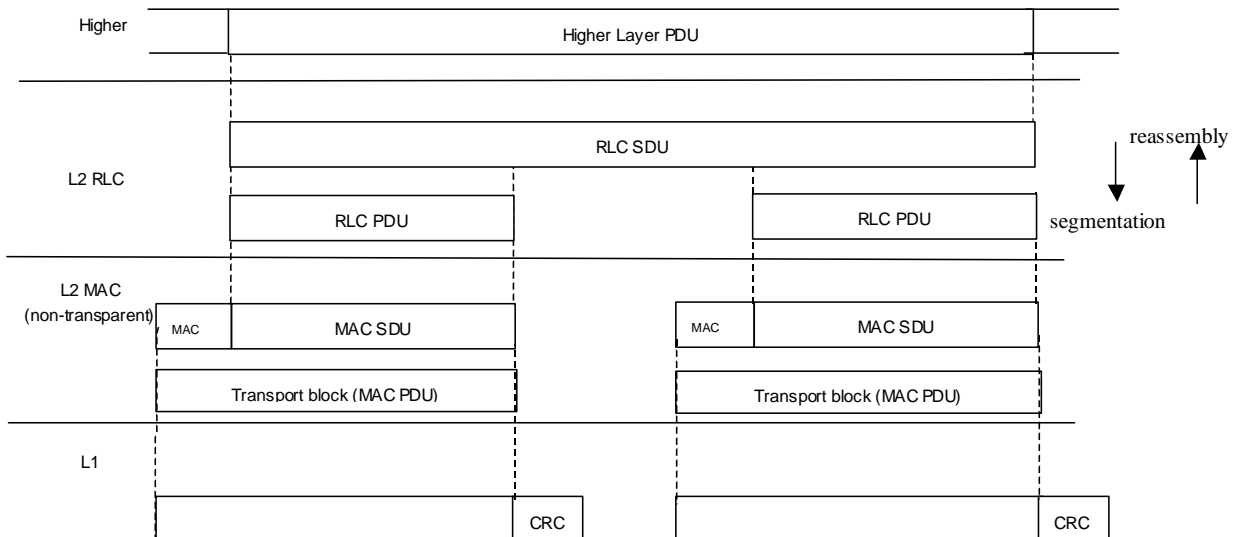 Higher
Higher Layer PDU
RLC SDU
reassembly
L2 RLC
RLC PDU
RLC PDU
segmentation
L2 MAC
(non-transparent)
MAC
MAC SDU
MAC
MAC SDU
Transport block (MAC PDU)
Transport block (MAC PDU)
L1
CRC
CRC